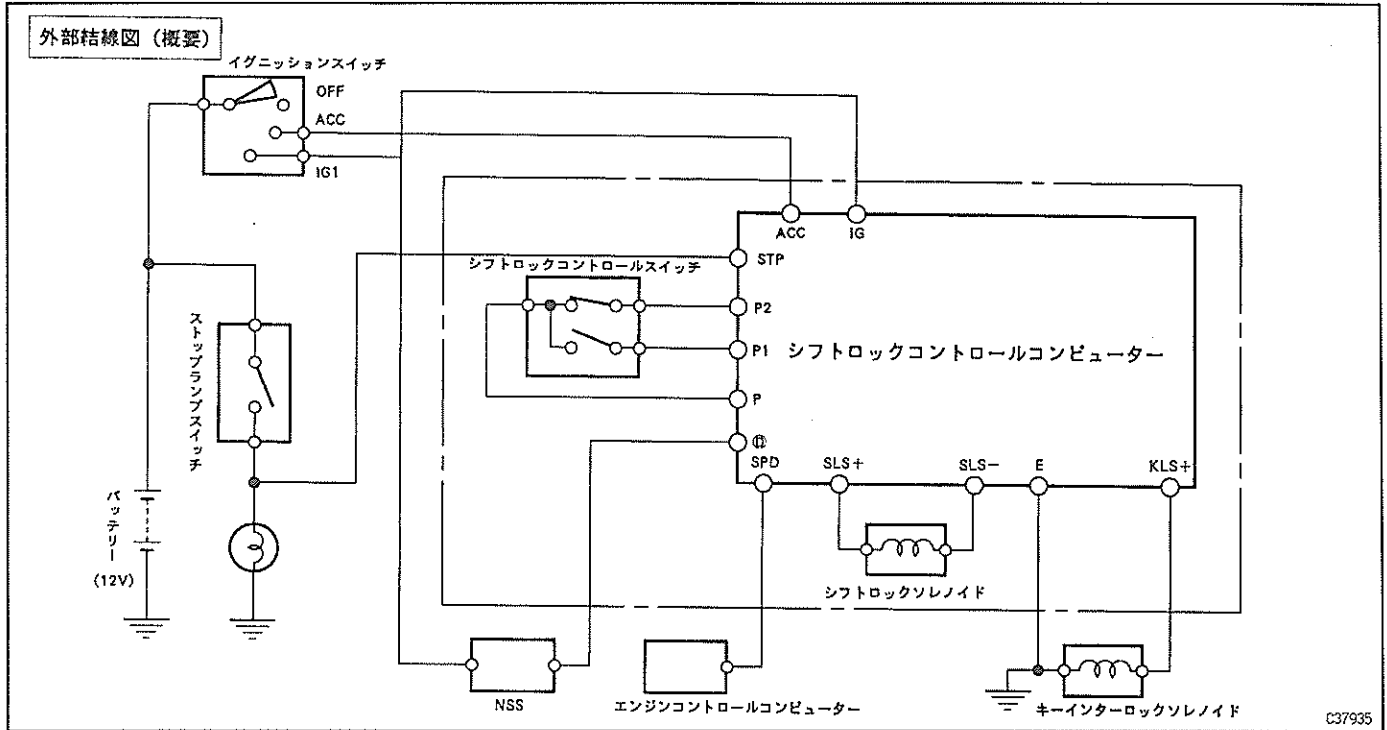 外部結線図（概要）
イグニッションスイッチ
OFF
ACC
IG1
ACC
IG
STP
シフトロックコントロールスイッチ
P2
P1
シフトロックコントロールコンピューター
P
SPD
SLS+
SLS−
E
KLS+
ストップランプスイッチ
バッテリー
(12V)
シフトロックソレノイド
NSS
エンジンコントロールコンピューター
キーインターロックソレノイド
C37935